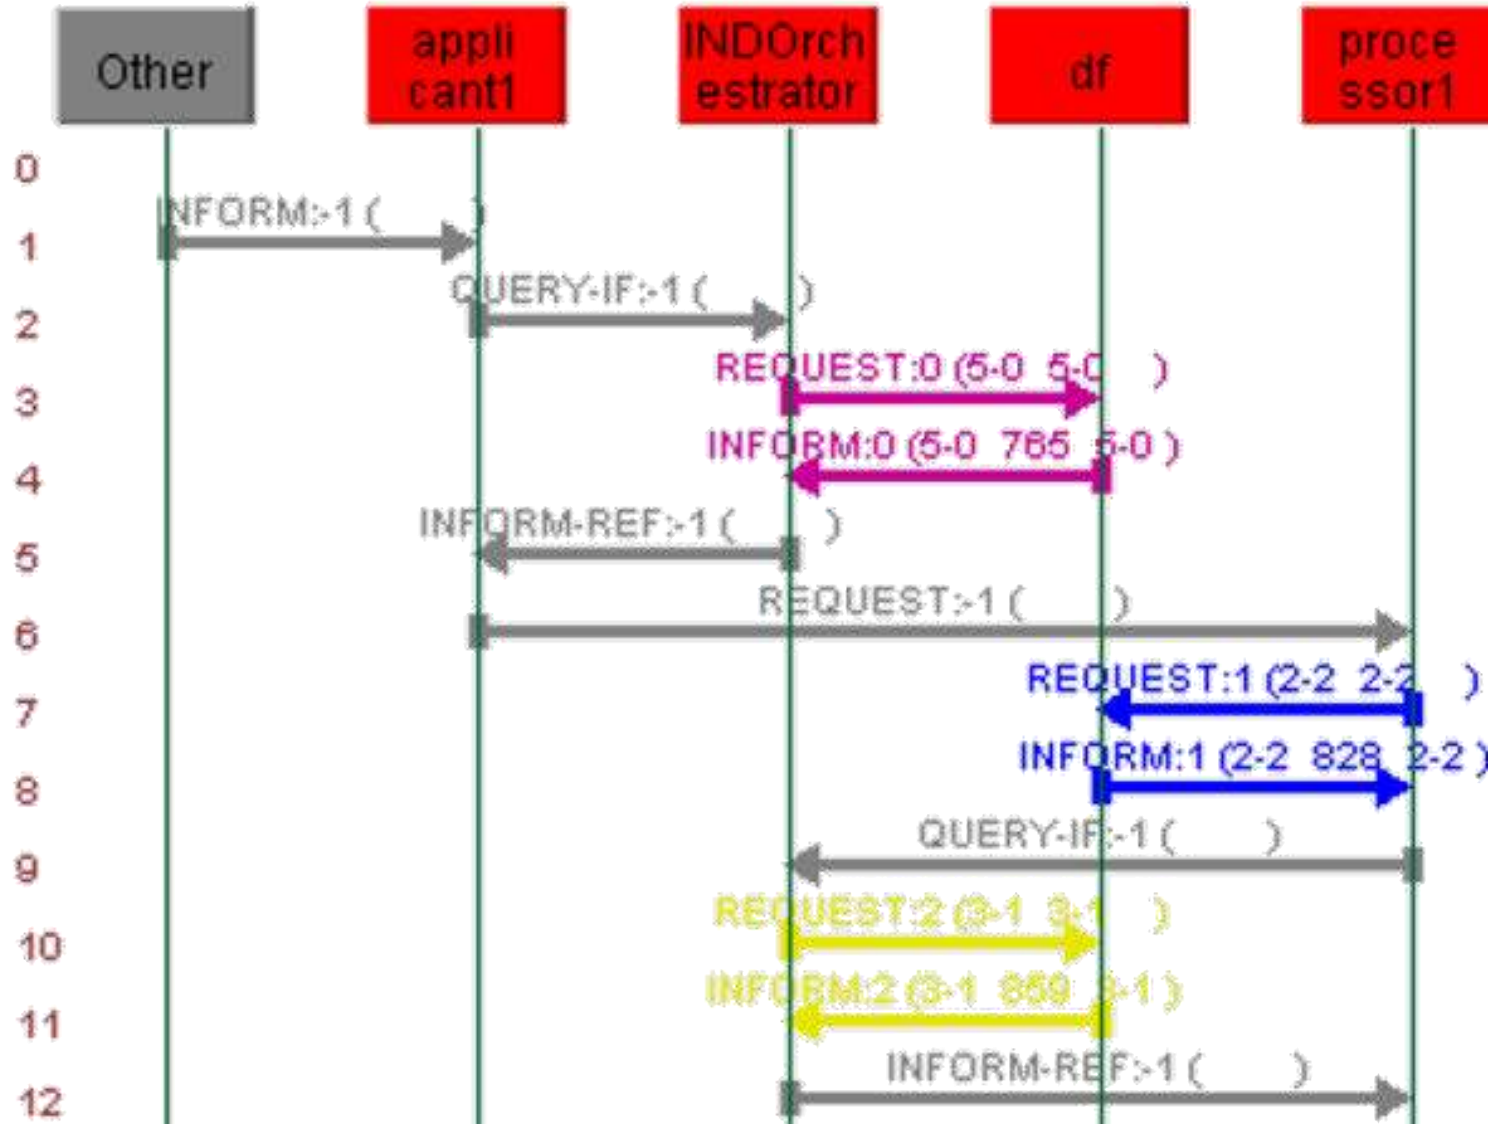 Other
appli
cant1
INDOrch
estrator
df
proce
ssor1
0
INFORM:-1 ( )
1
QUERY-IF:-1 ( )
2
REQUEST:0 (5-0 5-0 )
3
INFORM:0 (5-0 765 5-0 )
4
INFORM-REF:-1 ( )
5
REQUEST:-1 ( )
6
REQUEST:1 (2-2 2-2 )
7
INFORM:1 (2-2 828 2-2 )
8
QUERY-IF:-1 ( )
9
REQUEST:2 (3-1 3-1 )
10
INFORM:2 (3-1 859 3-1 )
11
INFORM-REF:-1 ( )
12